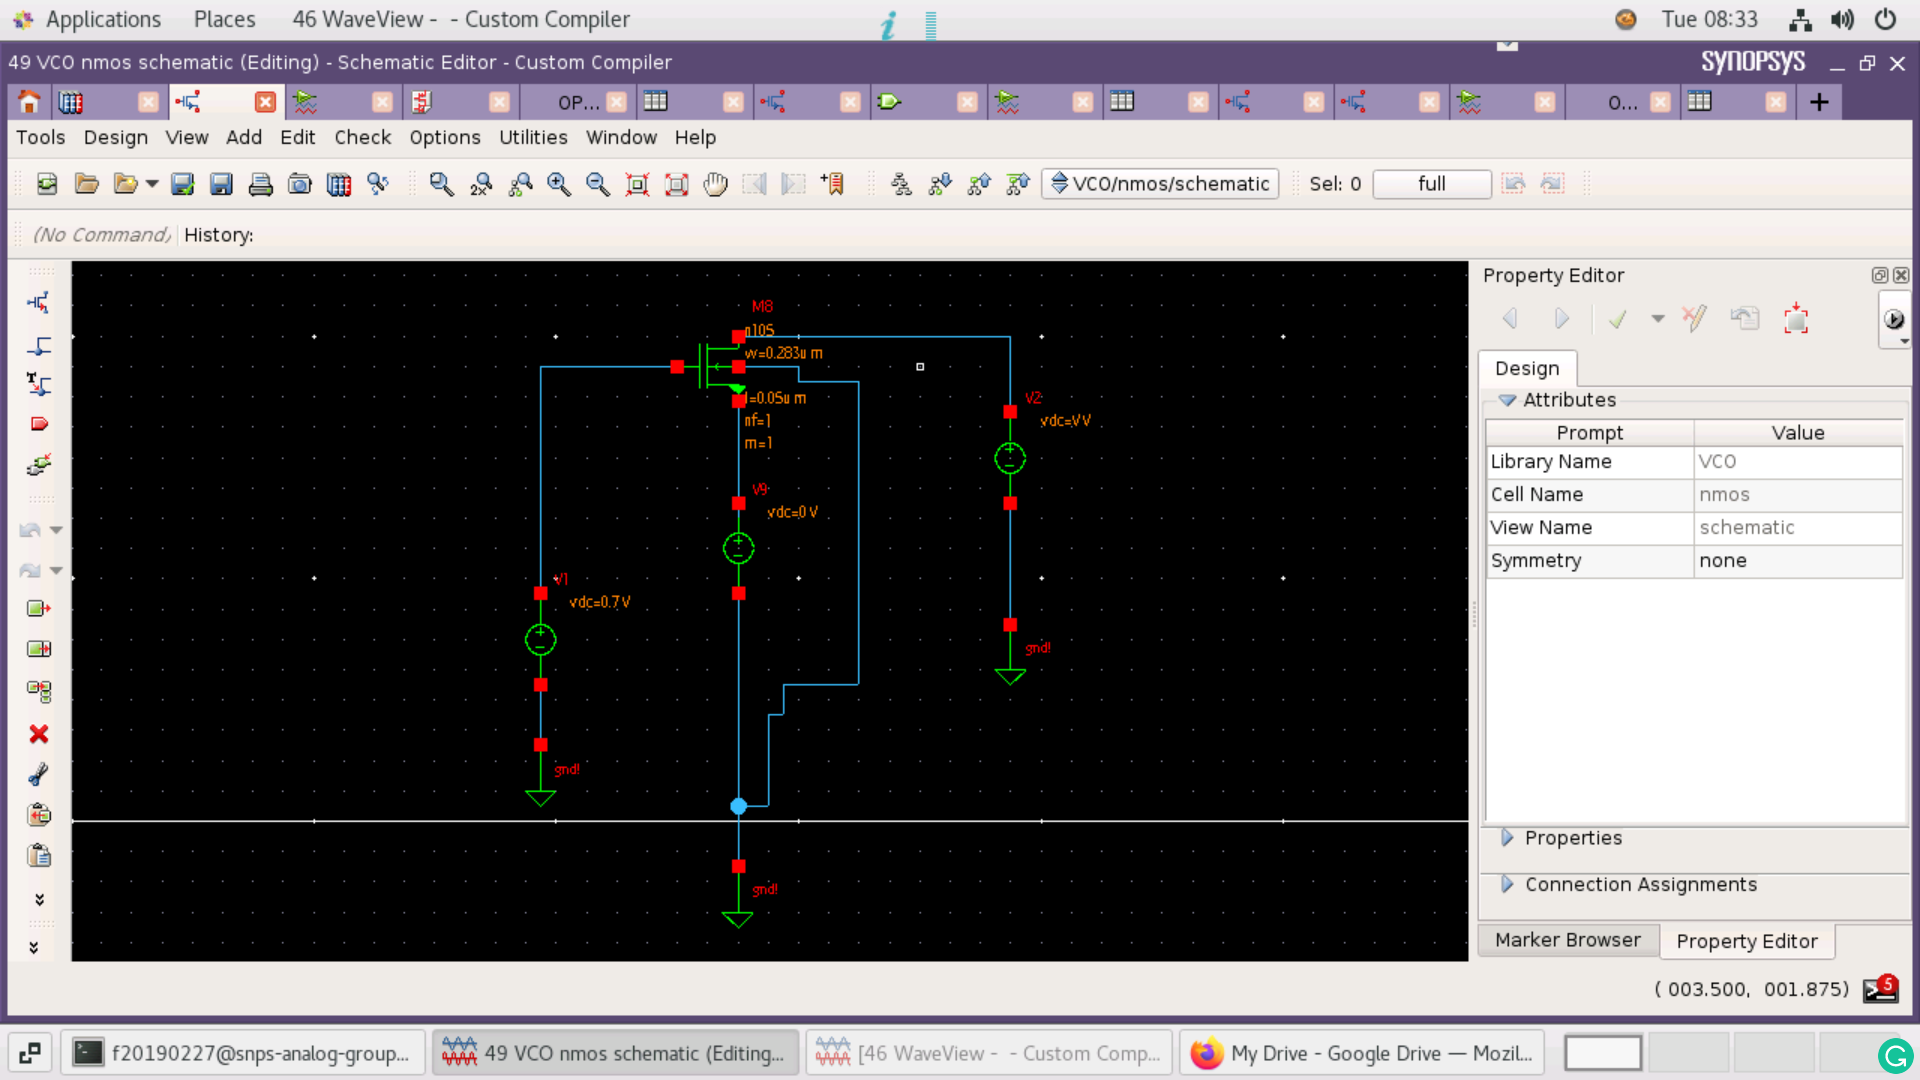 Applications Places 46 WaveView - - Custom Compiler Tue 08:33
49 VCO nmos schematic (Editing) - Schematic Editor - Custom Compiler SYNOPSYS
OP... O...
Tools Design View Add Edit Check Options Utilities Window Help
2X VCO/nmos/schematic Sel: 0 full
(No Command) History:
Property Editor
M8
n105
w=0.283u m
l=0.05u m
nf=1
m=1
V2
vdc=VV
V9
vdc=0 V
V1
vdc=0.7 V
gnd!
gnd!
gnd!
Design
Attributes
Prompt Value
Library Name VCO
Cell Name nmos
View Name schematic
Symmetry none
Properties
Connection Assignments
Marker Browser Property Editor
( 003.500, 001.875) 5
f20190227@snps-analog-group... 49 VCO nmos schematic (Editing... [46 WaveView - - Custom Comp... My Drive - Google Drive — Mozil...